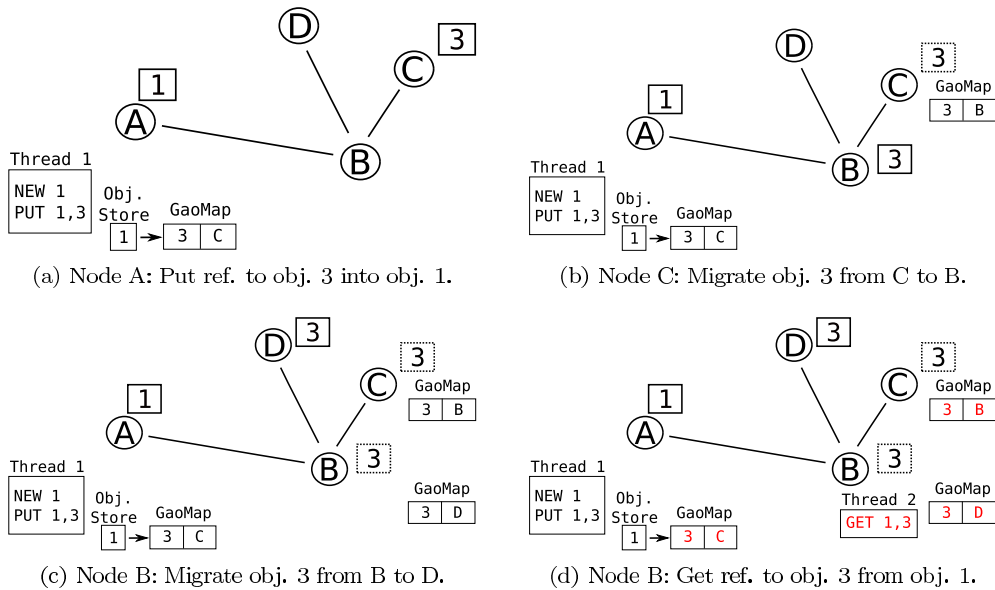 D
3
C
1
A
B
Thread 1
NEW 1
PUT 1,3
Obj.
Store
1
GaoMap
3 C
(a) Node A: Put ref. to obj. 3 into obj. 1.
D
3
C
GaoMap
3 B
1
A
B
3
Thread 1
NEW 1
PUT 1,3
Obj.
Store
1
GaoMap
3 C
(b) Node C: Migrate obj. 3 from C to B.
D
3
3
C
GaoMap
3 B
1
A
B
3
Thread 1
NEW 1
PUT 1,3
Obj.
Store
1
GaoMap
3 C
GaoMap
3 D
(c) Node B: Migrate obj. 3 from B to D.
D
3
3
C
GaoMap
3 B
1
A
B
3
Thread 1
NEW 1
PUT 1,3
Obj.
Store
1
GaoMap
3 C
Thread 2
GET 1,3
GaoMap
3 D
(d) Node B: Get ref. to obj. 3 from obj. 1.